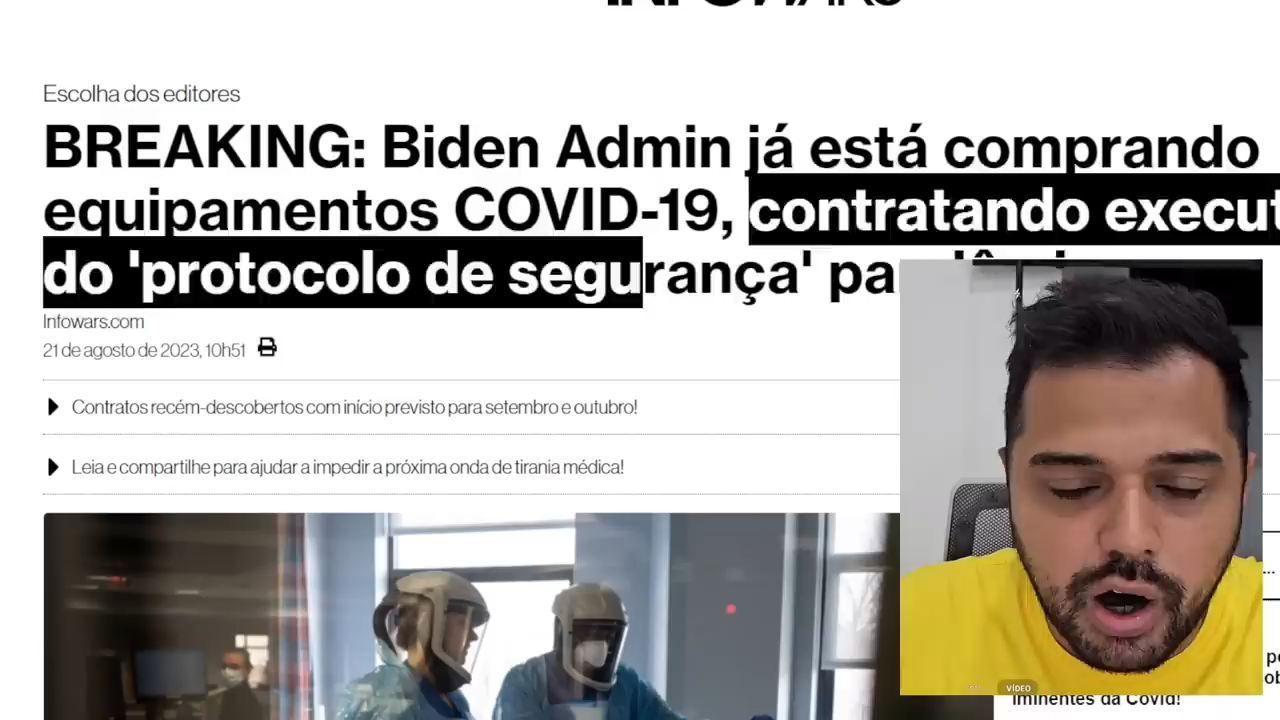 INFOWARS
Escolha dos editores
BREAKING: Biden Admin já está comprando
equipamentos COVID-19, contratando execut
do 'protocolo de segurança'
Infowars.com
21 de agosto de 2023, 10h51
Contratos recém-descobertos com início previsto para setembro e outubro!
Leia e compartilhe para ajudar a impedir a próxima onda de tirania médica!
VÍDEO
iminentes da Covid!